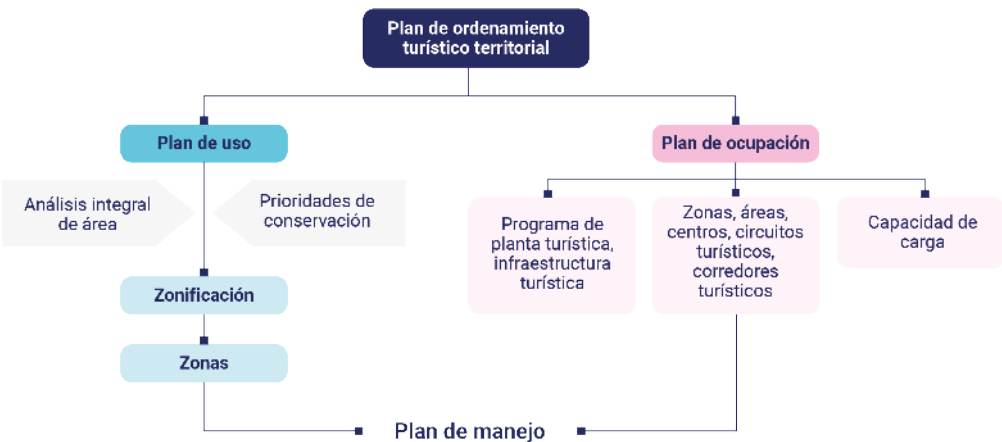 Plan de ordenamiento
turístico territorial
Plan de uso
Plan de ocupación
Análisis integral
de área
Prioridades de
conservación
Programa de
planta turística,
infraestructura
turística
Zonas, áreas,
centros, circuitos
turísticos,
corredores
turísticos
Capacidad de
carga
Zonificación
Zonas
Plan de manejo